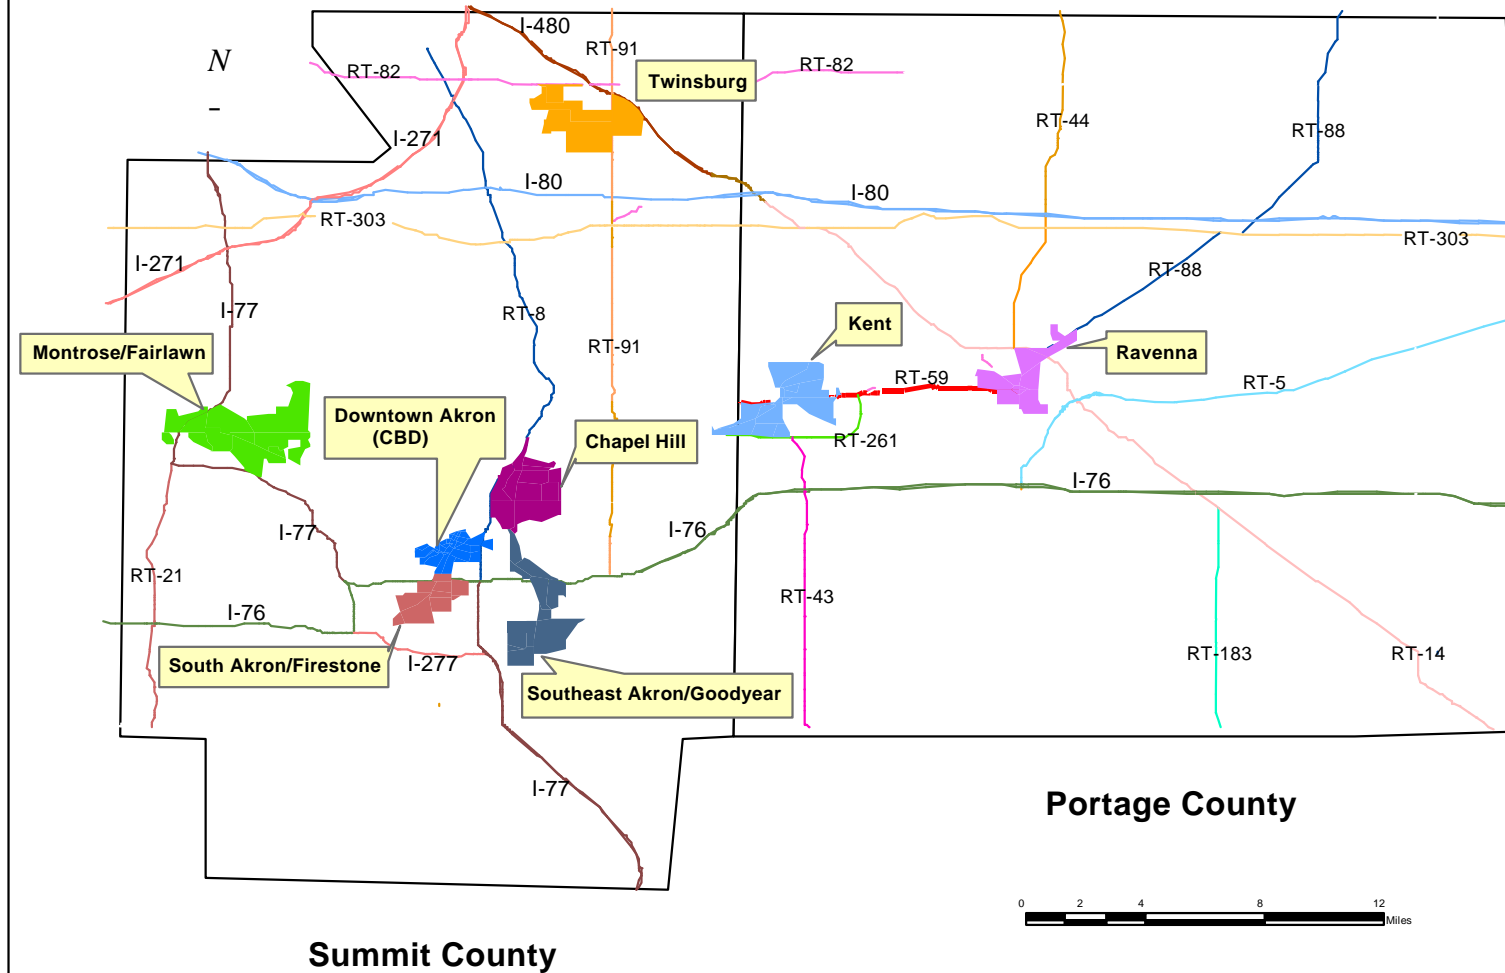 I-480
RT-91
N
RT-82
Twinsburg
RT-82
RT-44
RT-88
I-271
I-80
I-80
RT-303
RT-303
I-271
RT-88
I-77
RT-8
Kent
Montrose/Fairlawn
RT-91
Ravenna
RT-59
RT-5
Downtown Akron
(CBD)
Chapel Hill
RT-261
I-76
I-77
I-76
RT-21
RT-43
I-76
South Akron/Firestone
I-277
RT-183
RT-14
Southeast Akron/Goodyear
I-77
Portage County
0 2 4 8 12
Miles
Summit County